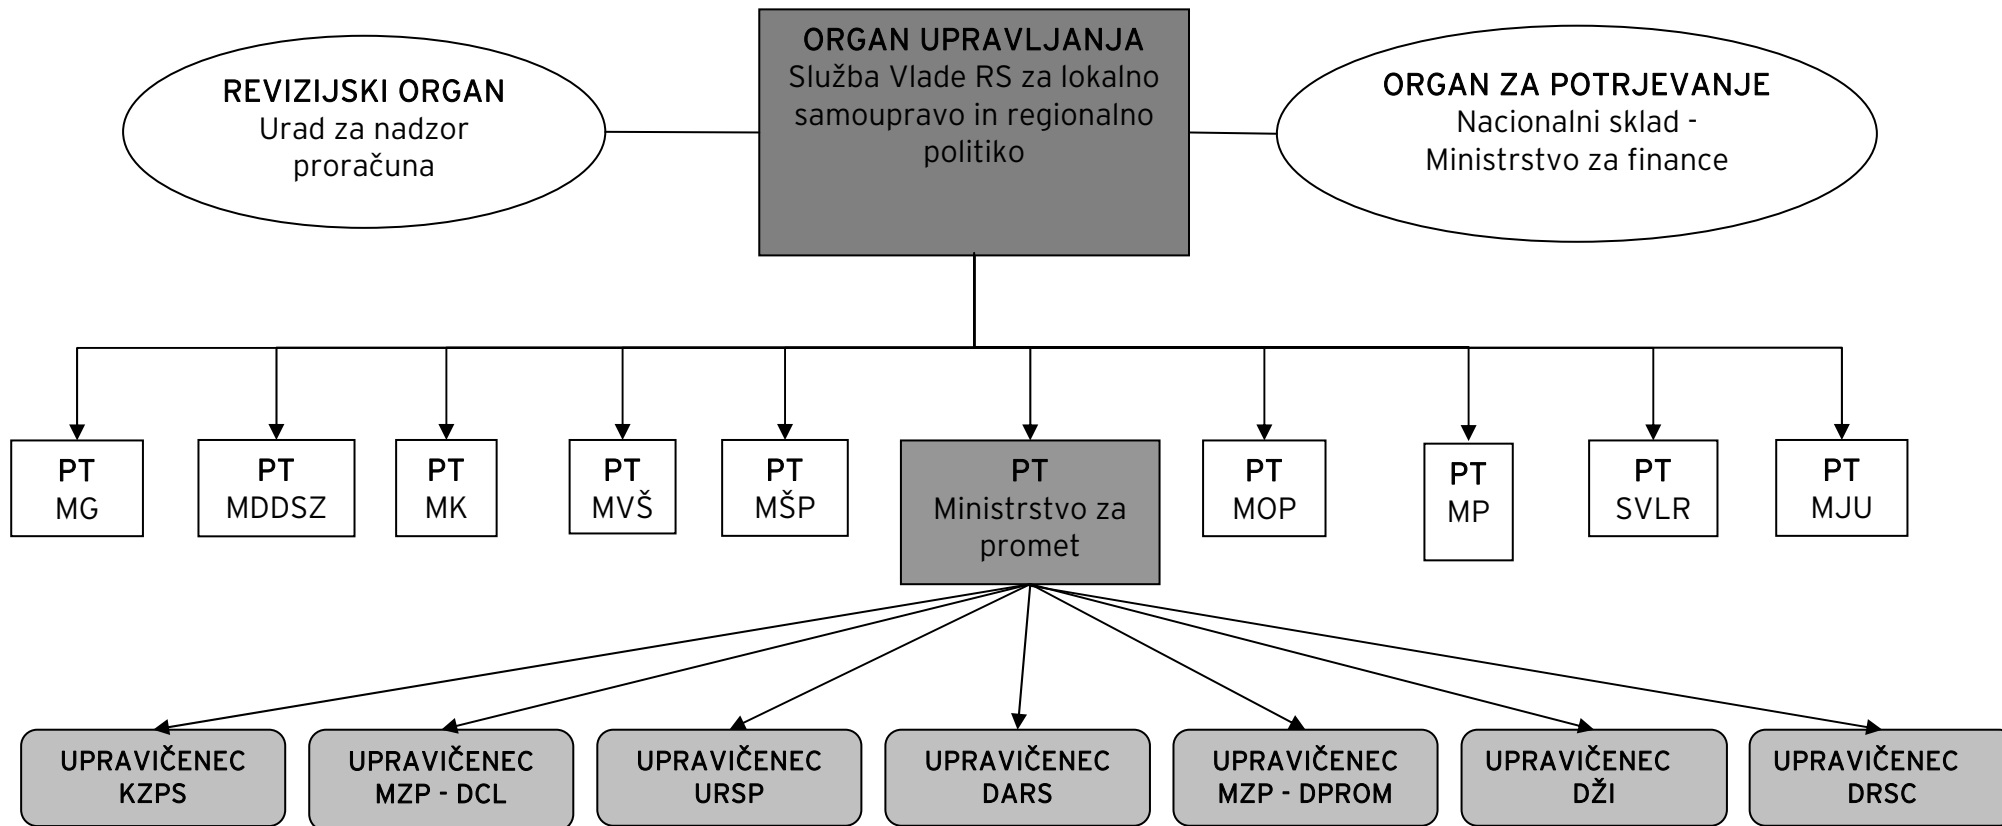 REVIZIJSKI ORGAN
Urad za nadzor
proračuna
ORGAN UPRAVLJANJA
Služba Vlade RS za lokalno
samoupravo in regionalno
politiko
ORGAN ZA POTRJEVANJE
Nacionalni sklad -
Ministrstvo za finance
PT
MG
PT
MDDSZ
PT
MK
PT
MVŠ
PT
MŠP
PT
Ministrstvo za
promet
PT
MOP
PT
MP
PT
SVLR
PT
MJU
UPRAVIČENEC
KZPS
UPRAVIČENEC
MZP - DCL
UPRAVIČENEC
URSP
UPRAVIČENEC
DARS
UPRAVIČENEC
MZP - DPROM
UPRAVIČENEC
DŽI
UPRAVIČENEC
DRSC